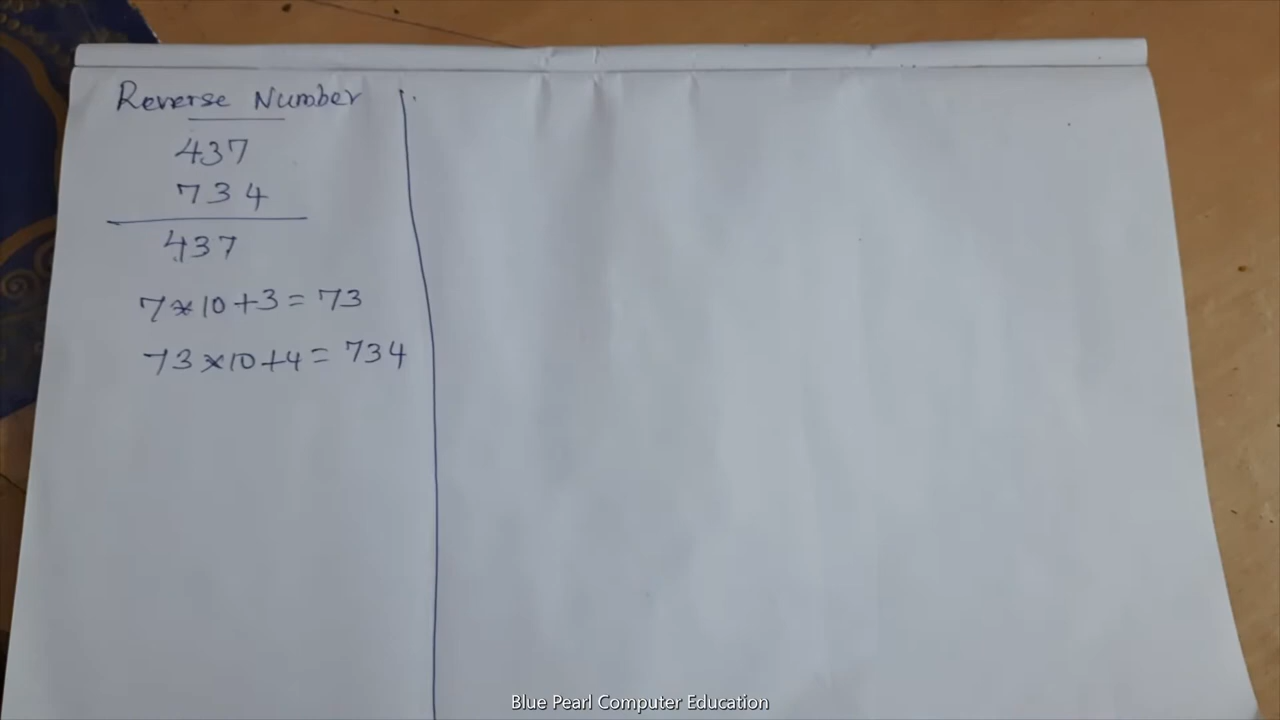 Reverse Number
437
734
437
7*10+3=73
73*10+4=734
Blue Pearl Computer Education